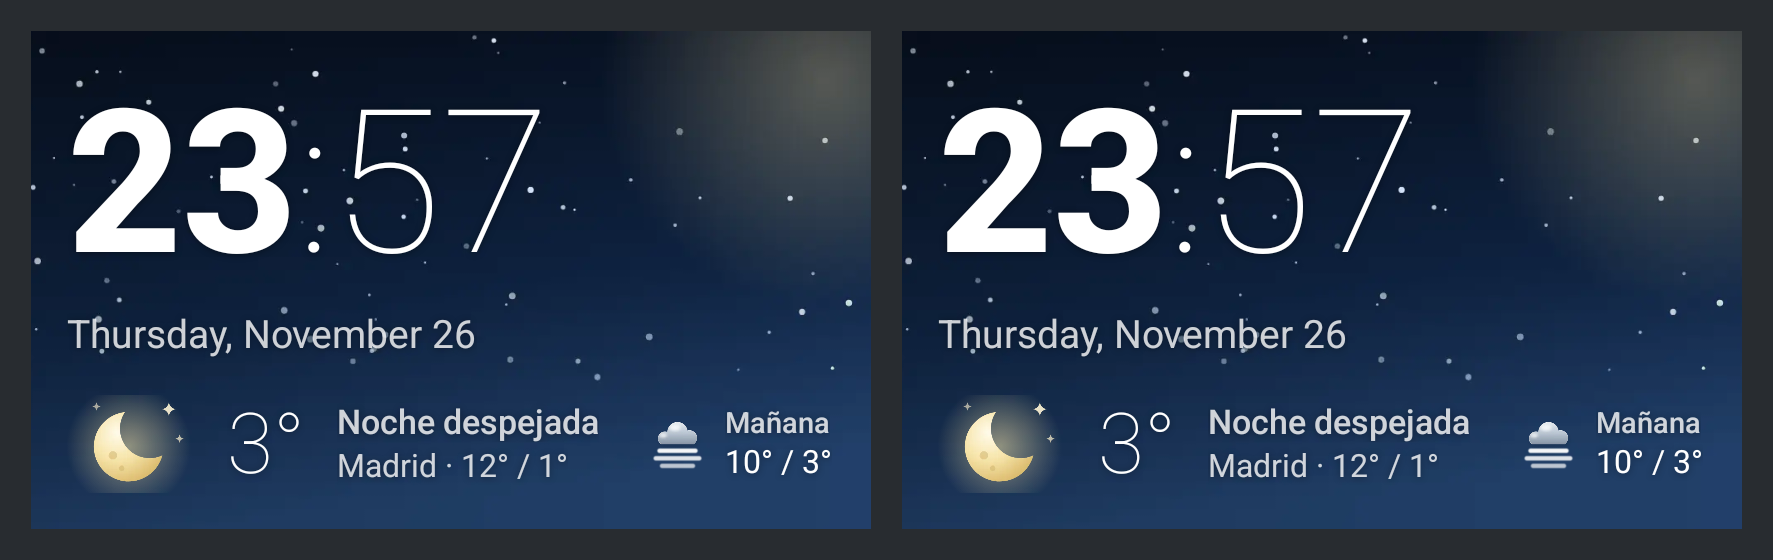 23:57
Thursday, November 26
3°
Noche despejada
Madrid · 12° / 1°
Mañana
10° / 3°
23:57
Thursday, November 26
3°
Noche despejada
Madrid · 12° / 1°
Mañana
10° / 3°